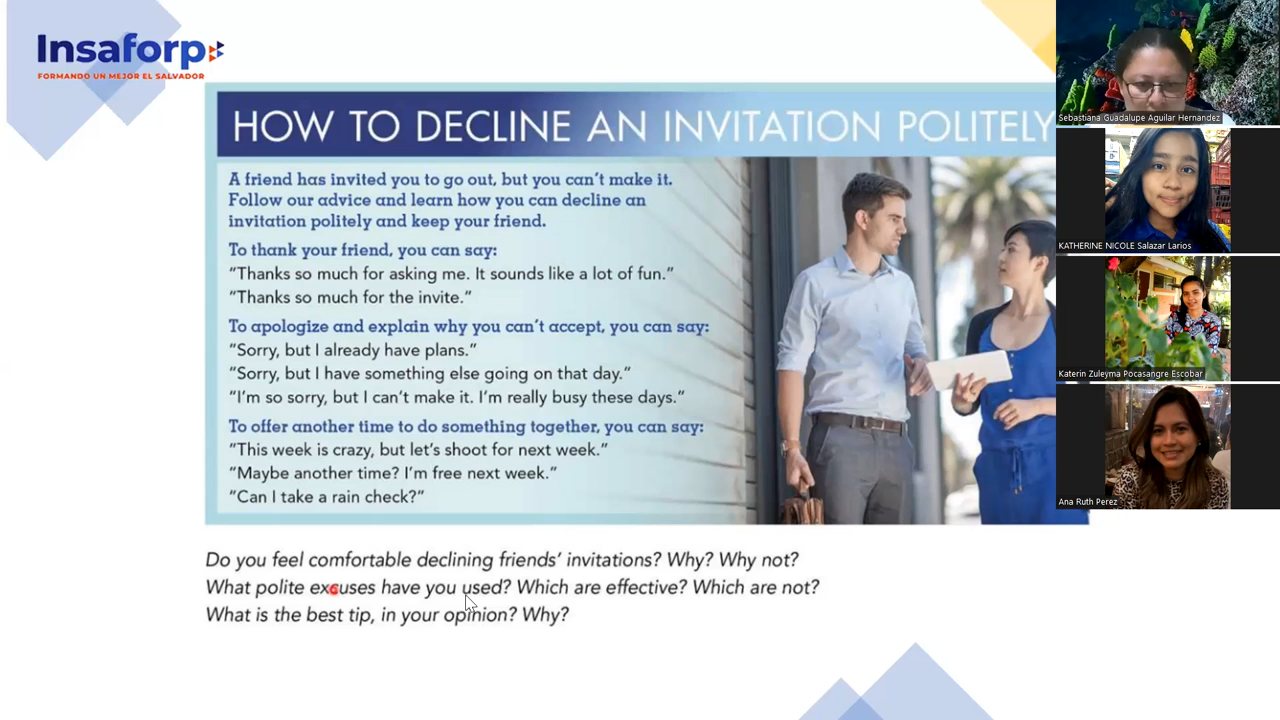 Insaforp
FORMANDO UN MEJOR EL SALVADOR
HOW TO DECLINE AN INVITATION POLITELY
A friend has invited you to go out, but you can't make it.
Follow our advice and learn how you can decline an
invitation politely and keep your friend.
To thank your friend, you can say:
“Thanks so much for asking me. It sounds like a lot of fun.”
“Thanks so much for the invite.”
To apologize and explain why you can't accept, you can say:
“Sorry, but I already have plans.”
“Sorry, but I have something else going on that day.”
“I'm so sorry, but I can't make it. I'm really busy these days.”
To offer another time to do something together, you can say:
“This week is crazy, but let's shoot for next week.”
“Maybe another time? I'm free next week.”
“Can I take a rain check?”
Do you feel comfortable declining friends' invitations? Why? Why not?
What polite excuses have you used? Which are effective? Which are not?
What is the best tip, in your opinion? Why?
Sebastiana Guadalupe Aguilar Hernandez
KATHERINE NICOLE Salazar Larios
Katerin Zuleyma Pocasangre Escobar
Ana Ruth Perez